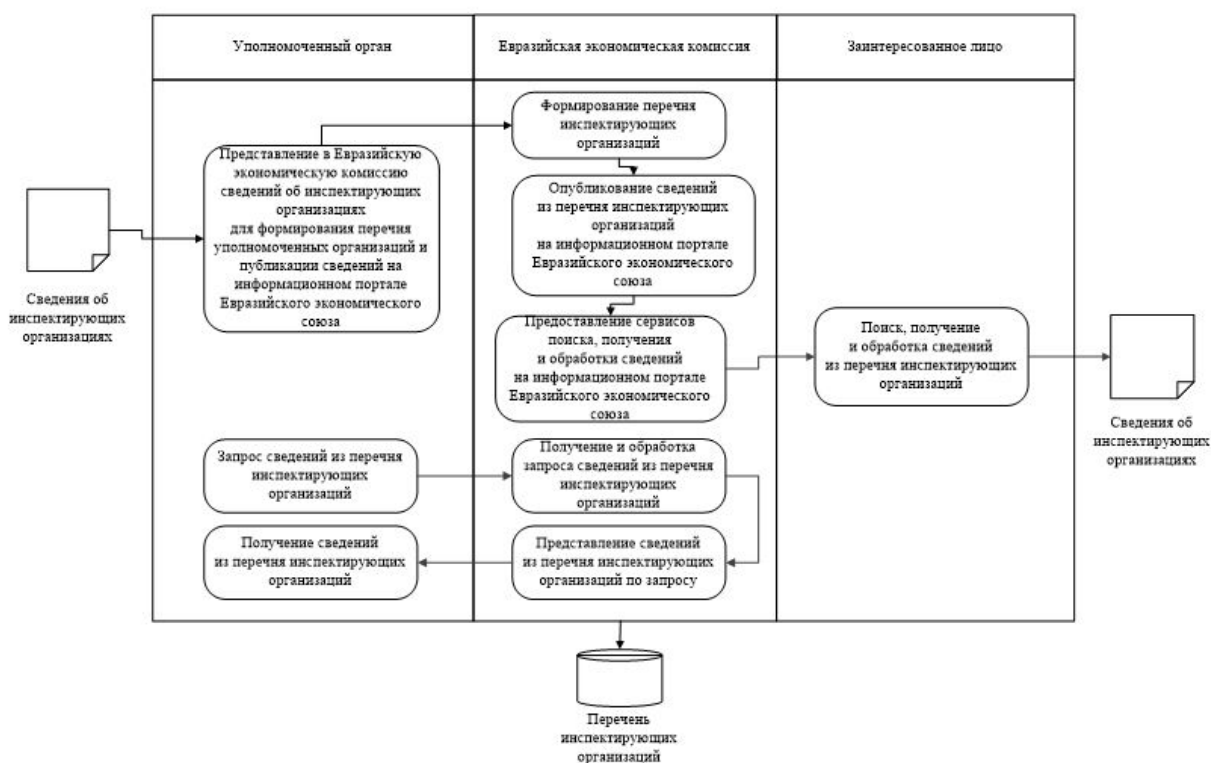 Уполномоченный орган
Евразийская экономическая комиссия
Заинтересованное лицо
Сведения об
инспектирующих
организациях
Представление в Евразийскую
экономическую комиссию
сведений об инспектирующих
организациях
для формирования перечня
уполномоченных организаций и
публикации сведений на
информационном портале
Евразийского экономического
союза
Формирование перечня
инспектирующих
организаций
Опубликование сведений
из перечня инспектирующих
организаций
на информационном портале
Евразийского экономического
союза
Предоставление сервисов
поиска, получения
и обработки сведений
на информационном портале
Евразийского экономического
союза
Поиск, получение
и обработка сведений
из перечня инспектирующих
организаций
Сведения об
инспектирующих
организациях
Запрос сведений из перечня
инспектирующих
организаций
Получение и обработка
запроса сведений из перечня
инспектирующих
организаций
Получение сведений
из перечня инспектирующих
организаций
Представление сведений
из перечня инспектирующих
организаций по запросу
Перечень
инспектирующих
организаций